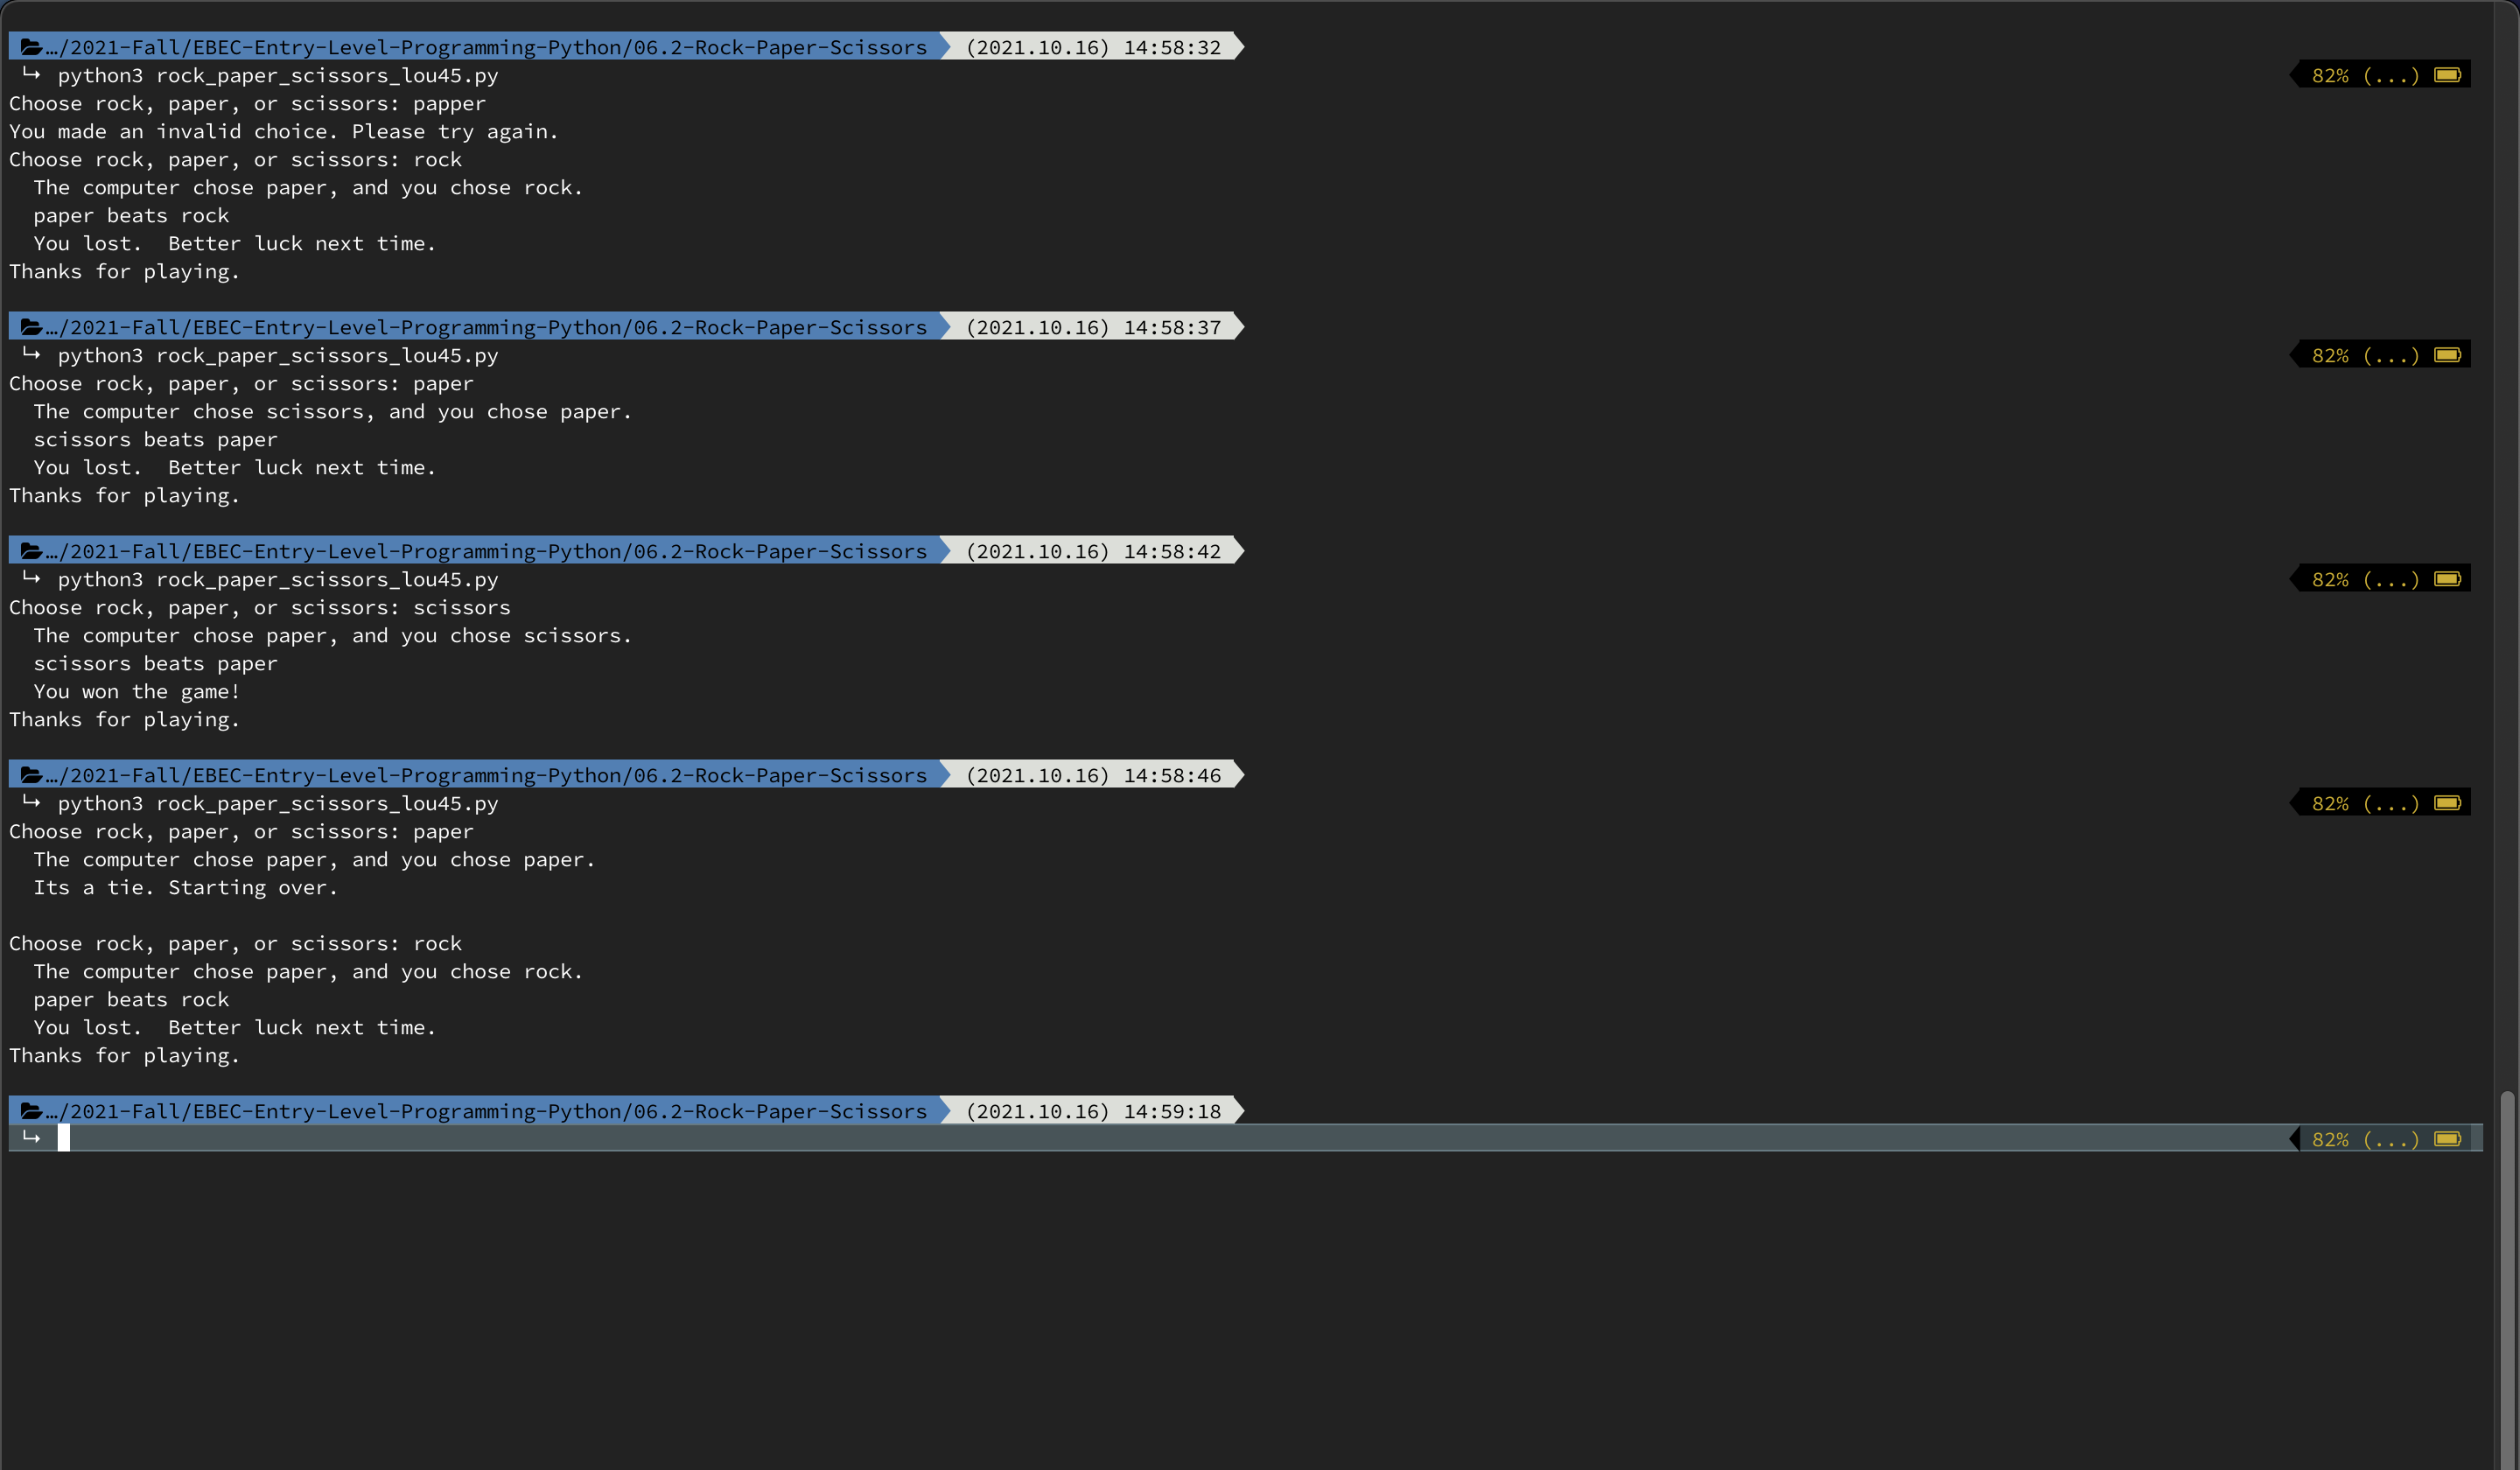 …/2021-Fall/EBEC-Entry-Level-Programming-Python/06.2-Rock-Paper-Scissors (2021.10.16) 14:58:32
↳ python3 rock_paper_scissors_lou45.py 82% (...)
Choose rock, paper, or scissors: papper
You made an invalid choice. Please try again.
Choose rock, paper, or scissors: rock
  The computer chose paper, and you chose rock.
  paper beats rock
  You lost.  Better luck next time.
Thanks for playing.

…/2021-Fall/EBEC-Entry-Level-Programming-Python/06.2-Rock-Paper-Scissors (2021.10.16) 14:58:37
↳ python3 rock_paper_scissors_lou45.py 82% (...)
Choose rock, paper, or scissors: paper
  The computer chose scissors, and you chose paper.
  scissors beats paper
  You lost.  Better luck next time.
Thanks for playing.

…/2021-Fall/EBEC-Entry-Level-Programming-Python/06.2-Rock-Paper-Scissors (2021.10.16) 14:58:42
↳ python3 rock_paper_scissors_lou45.py 82% (...)
Choose rock, paper, or scissors: scissors
  The computer chose paper, and you chose scissors.
  scissors beats paper
  You won the game!
Thanks for playing.

…/2021-Fall/EBEC-Entry-Level-Programming-Python/06.2-Rock-Paper-Scissors (2021.10.16) 14:58:46
↳ python3 rock_paper_scissors_lou45.py 82% (...)
Choose rock, paper, or scissors: paper
  The computer chose paper, and you chose paper.
  Its a tie. Starting over.

Choose rock, paper, or scissors: rock
  The computer chose paper, and you chose rock.
  paper beats rock
  You lost.  Better luck next time.
Thanks for playing.

…/2021-Fall/EBEC-Entry-Level-Programming-Python/06.2-Rock-Paper-Scissors (2021.10.16) 14:59:18
↳ 82% (...)